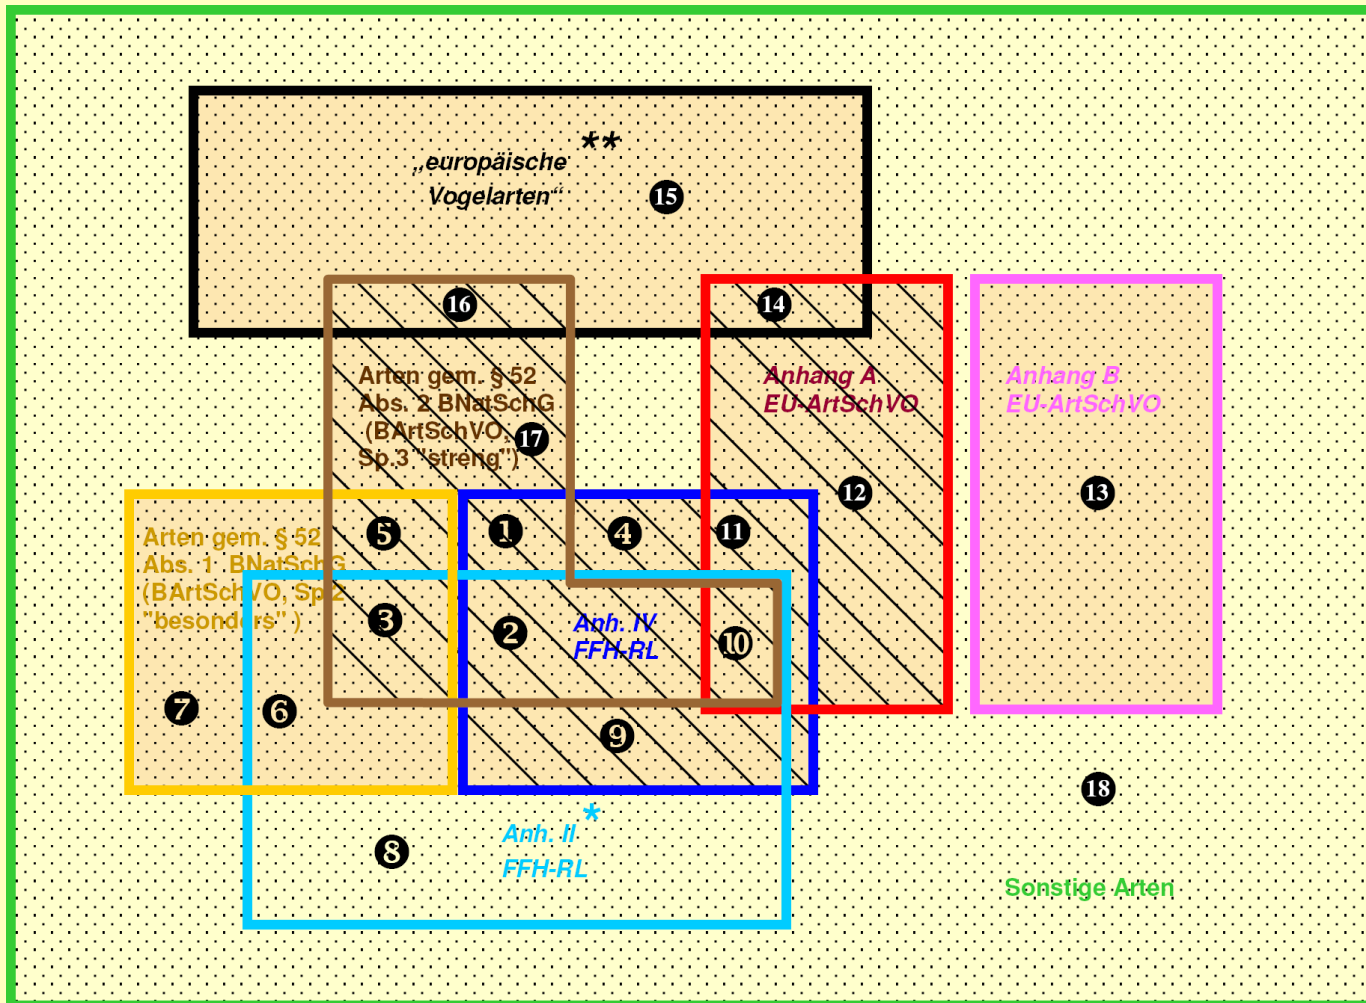 **
„europäische
Vogelarten“
15
16
14
Arten gem. § 52
Abs. 2 BNatSchG
(BArtSchVO,
Sp.3 "streng")
17
Anhang A
EU-ArtSchVO
12
Anhang B
EU-ArtSchVO
13
Arten gem. § 52
Abs. 1 BNatSchG
(BArtSchVO, Sp.2
"besonders" )
5
1
4
11
3
2
Anh. IV
FFH-RL
10
7
6
9
18
*
Anh. II
FFH-RL
8
Sonstige Arten